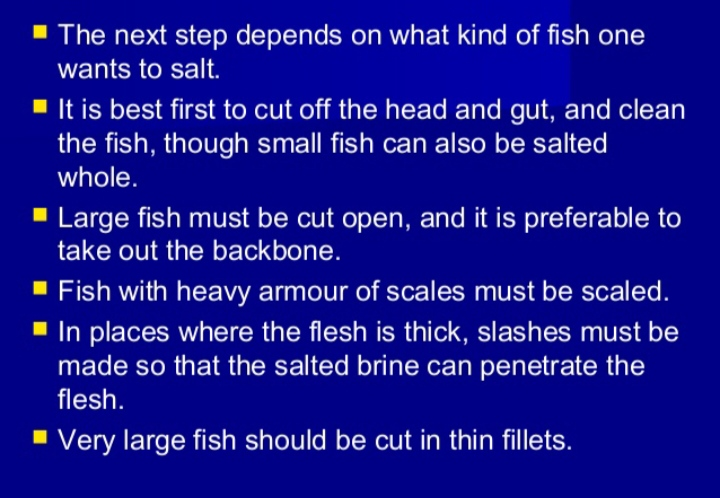 The next step depends on what kind of fish one
wants to salt.
It is best first to cut off the head and gut, and clean
the fish, though small fish can also be salted
whole.
Large fish must be cut open, and it is preferable to
take out the backbone.
Fish with heavy armour of scales must be scaled.
In places where the flesh is thick, slashes must be
made so that the salted brine can penetrate the
flesh.
Very large fish should be cut in thin fillets.